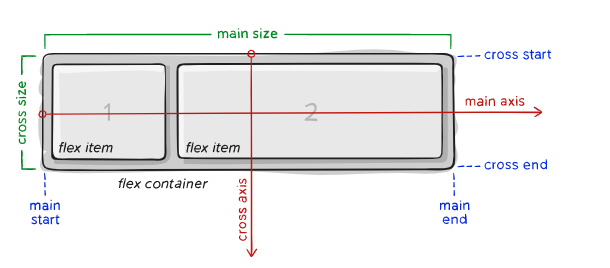 main size
cross start
cross size
1
2
main axis
flex item
flex item
cross end
flex container
cross axis
main
start
main
end